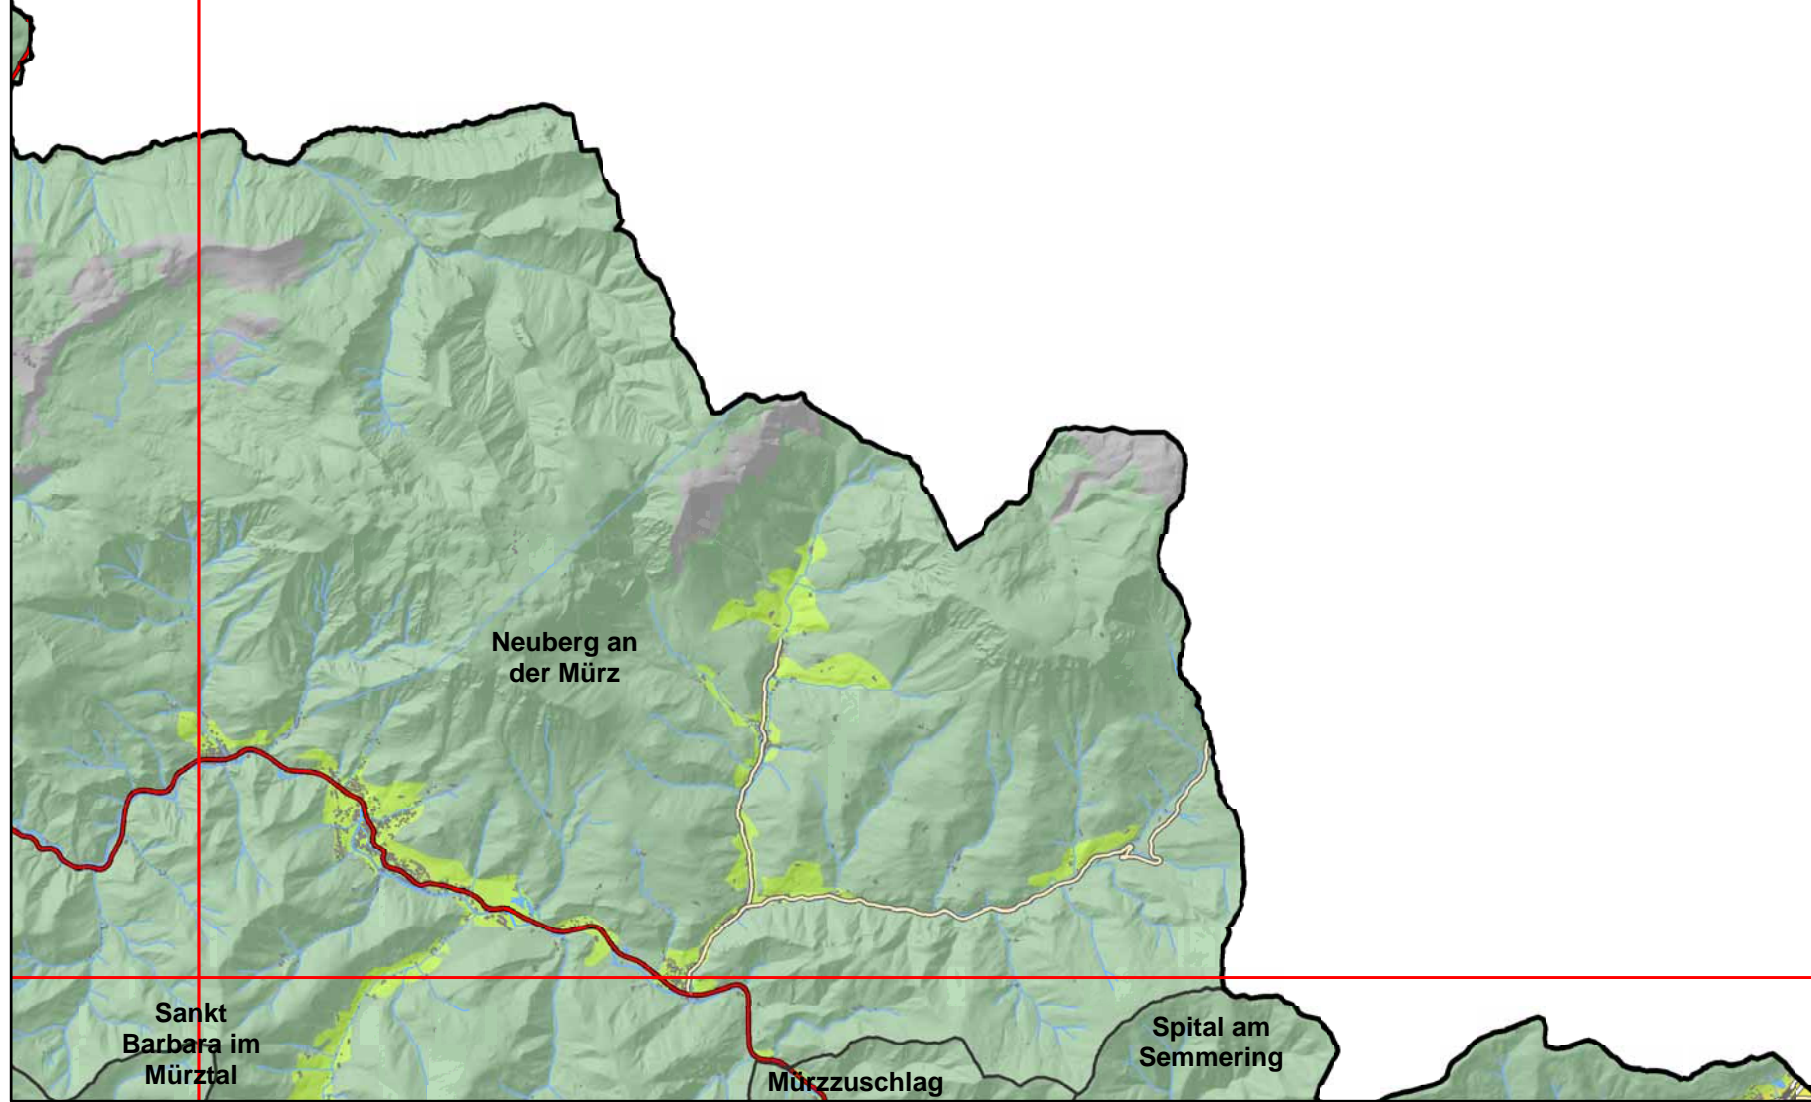 Neuberg an
der Mürz
Sankt
Barbara im
Mürztal
Spital am
Semmering
Mürzzuschlag